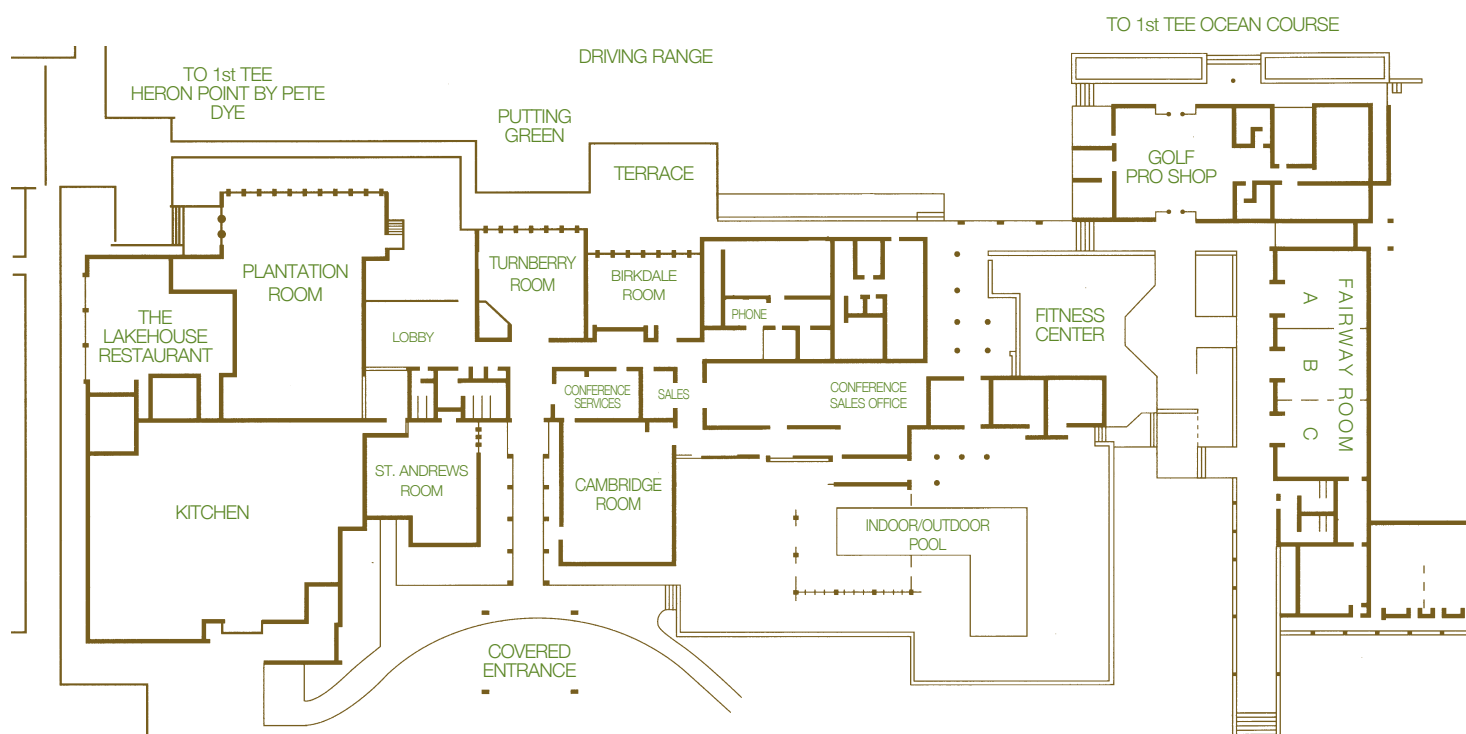 TO 1st TEE OCEAN COURSE
DRIVING RANGE
TO 1st TEE
HERON POINT BY PETE
DYE
PUTTING
GREEN
TERRACE
GOLF
PRO SHOP
PLANTATION
ROOM
TURNBERRY
ROOM
BIRKDALE
ROOM
PHONE
THE
LAKEHOUSE
RESTAURANT
LOBBY
FITNESS
CENTER
FAIRWAY ROOM
A
B
C
CONFERENCE
SERVICES
SALES
CONFERENCE
SALES OFFICE
ST. ANDREWS
ROOM
CAMBRIDGE
ROOM
KITCHEN
INDOOR/OUTDOOR
POOL
COVERED
ENTRANCE